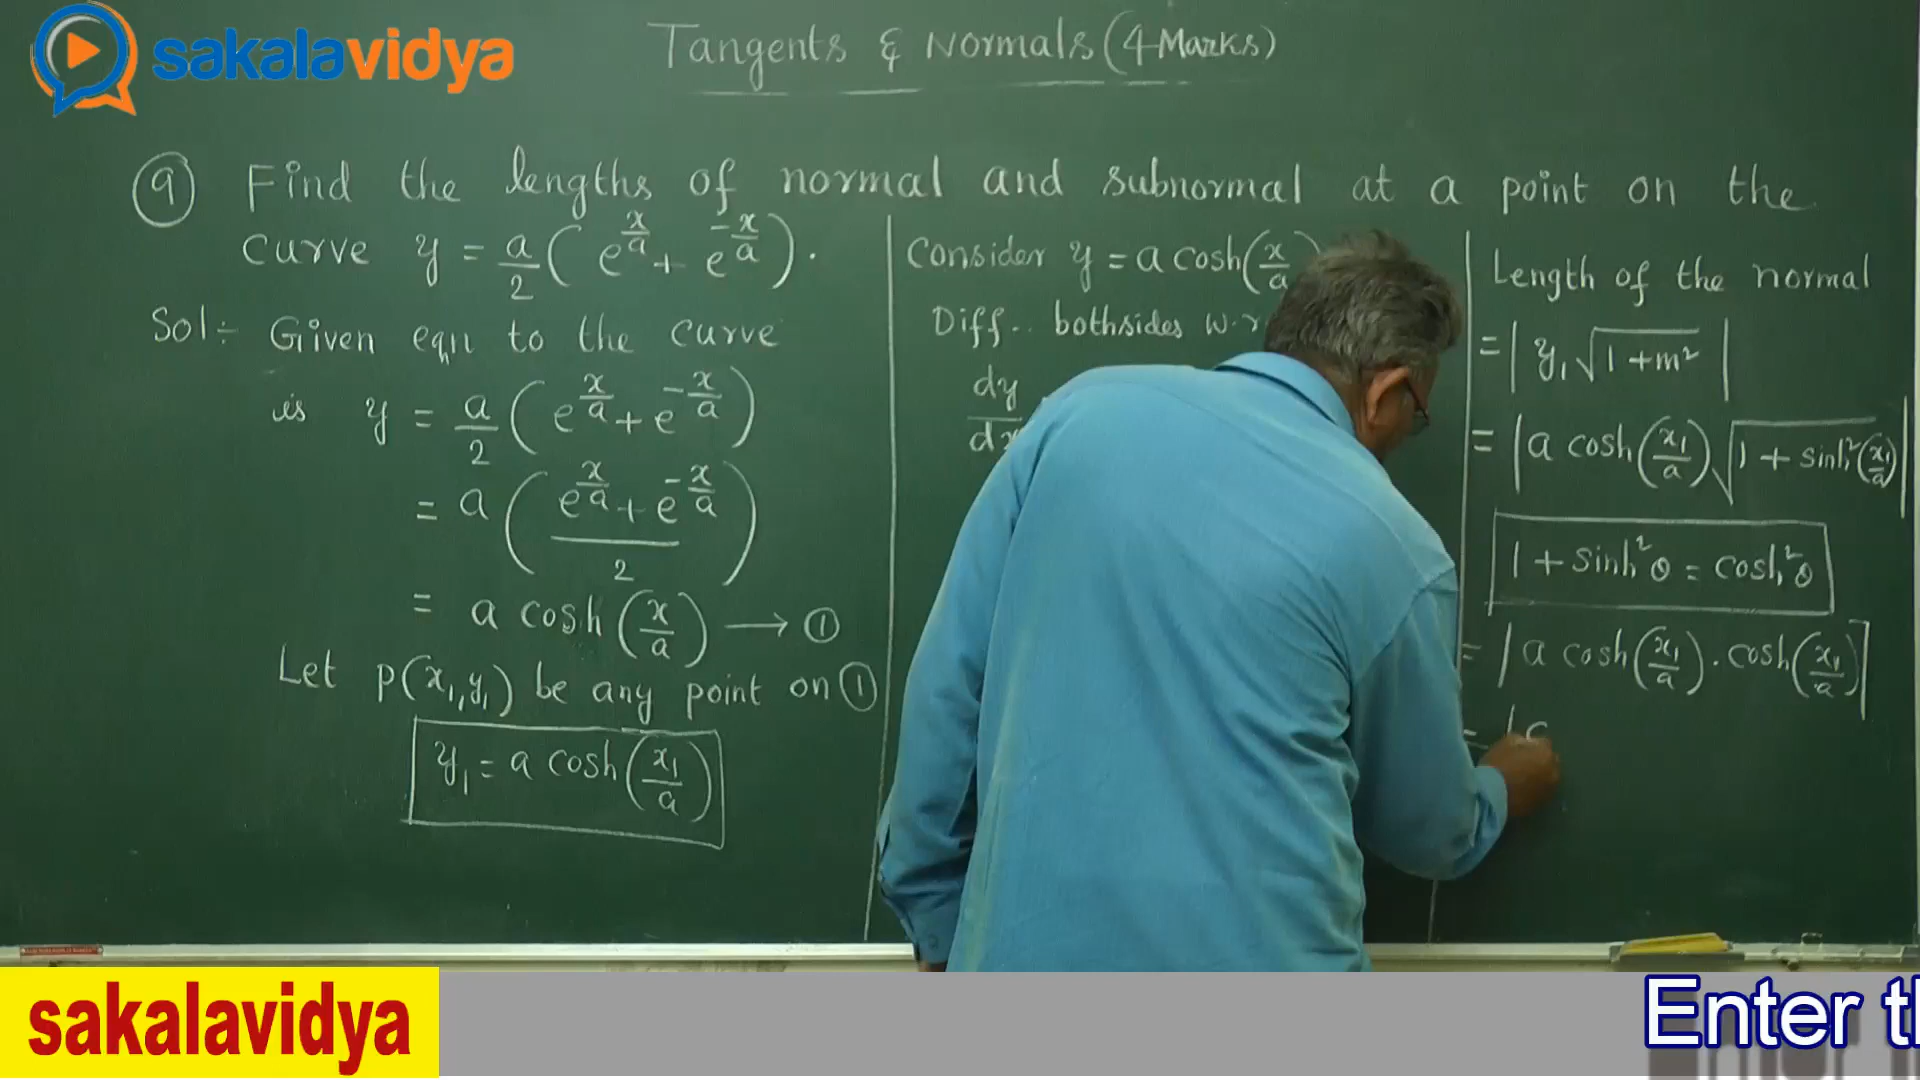 sakalavidya
Tangents & Normals (4 Marks)
9 Find the lengths of normal and subnormal at a point on the
curve y = a/2 ( e^(x/a) + e^(-x/a) ) .
Sol:- Given eqn to the curve
is y = a/2 ( e^(x/a) + e^(-x/a) )
= a ( (e^(x/a) + e^(-x/a)) / 2 )
= a cosh (x/a) → ①
Let P(x₁, y₁) be any point on ①
y₁ = a cosh (x₁/a)
Consider y = a cosh (x/a)
Diff.. bothsides
dy/dx
Length of the normal
= | y₁ √(1 + m²) |
= | a cosh (x₁/a) √(1 + sinh² (x₁/a)) |
1 + sinh² θ = cosh² θ
= | a cosh (x₁/a) . cosh (x₁/a) |
= |
sakalavidya
Enter